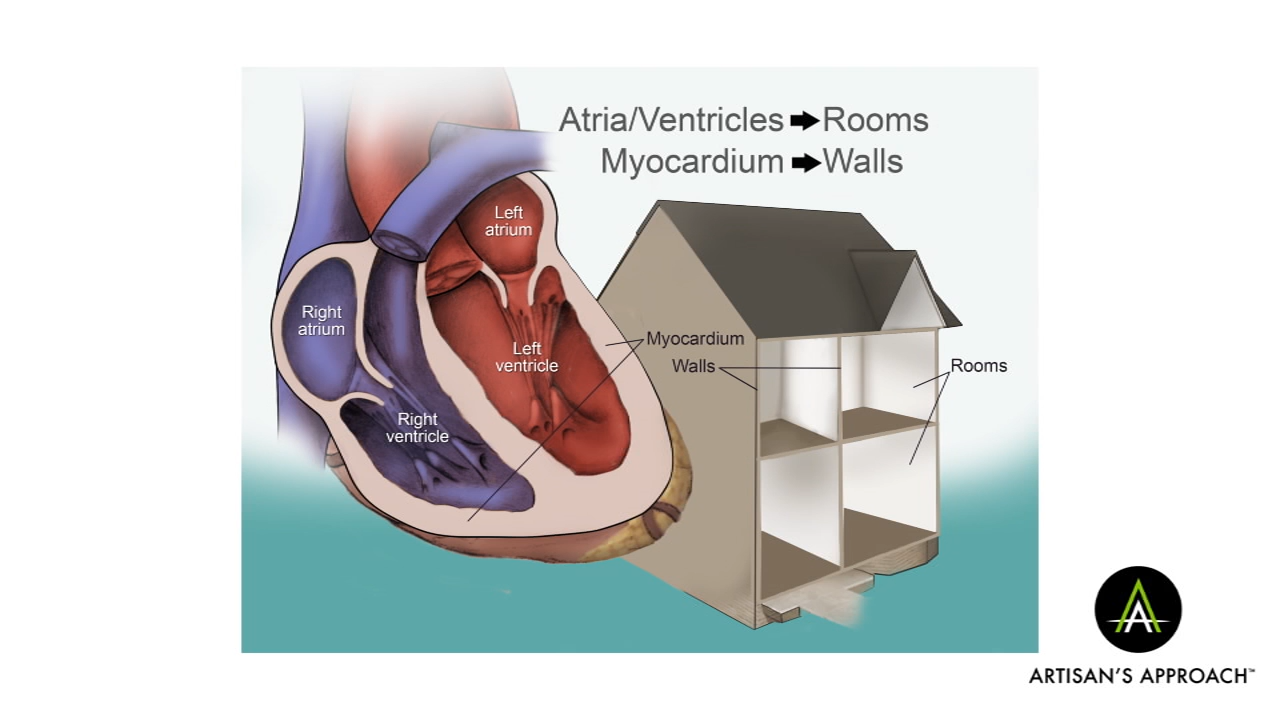 Atria/Ventricles ➡ Rooms
Myocardium ➡ Walls
Left
atrium
Right
atrium
Left
ventricle
Right
ventricle
Myocardium
Walls
Rooms
ARTISAN'S APPROACH™